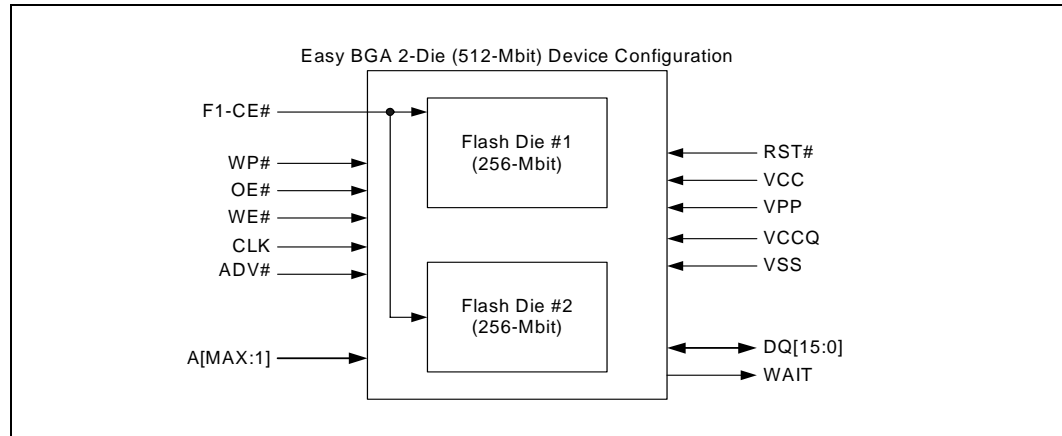 Easy BGA 2-Die (512-Mbit) Device Configuration
F1-CE#
WP#
OE#
WE#
CLK
ADV#
A[MAX:1]
Flash Die #1
(256-Mbit)
Flash Die #2
(256-Mbit)
RST#
VCC
VPP
VCCQ
VSS
DQ[15:0]
WAIT